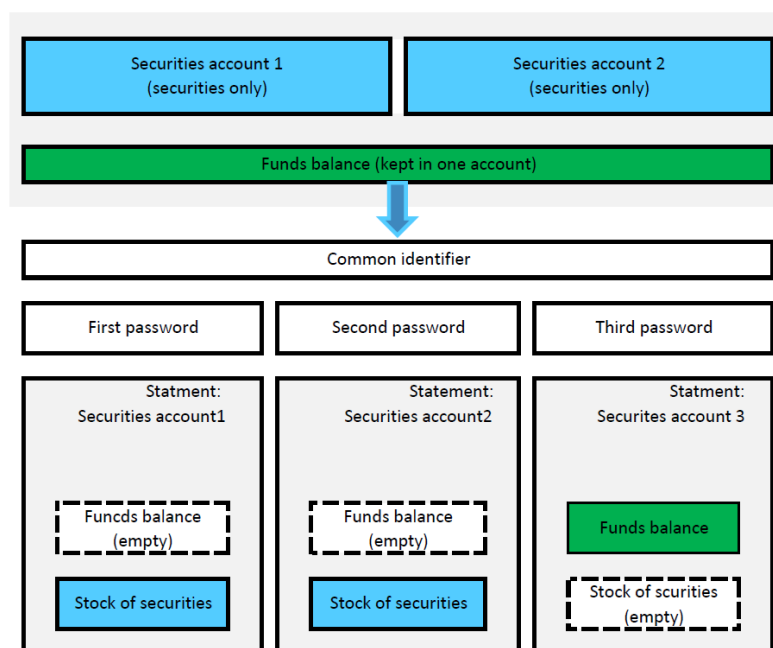 Securities account 1
(securities only)
Securities account 2
(securities only)
Funds balance (kept in one account)
Common identifier
First password
Second password
Third password
Statment:
Securities account1
Funcds balance
(empty)
Stock of securities
Statement:
Securities account2
Funds balance
(empty)
Stock of securities
Statment:
Securites account 3
Funds balance
Stock of scurities
(empty)